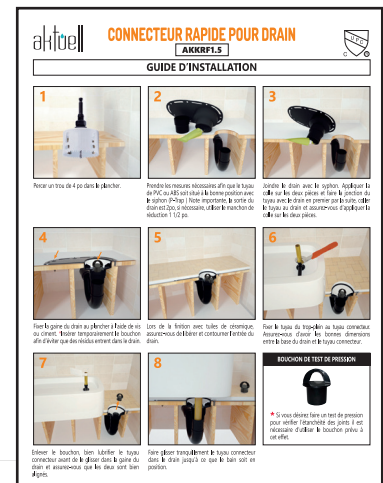 aktuell
CONNECTEUR RAPIDE POUR DRAIN
AKKRF1.5
UPC
C ®
GUIDE D'INSTALLATION
1
Percer un trou de 4 po dans le plancher.
2
Prendre les mesures nécessaires afin que le tuyau
de PVC ou ABS soit situé à la bonne position avec
le siphon (P-Trap ) Note importante, la sortie du
drain est 2po, si nécessaire, utiliser le manchon de
réduction 1 1/2 po.
3
Joindre le drain avec le syphon. Appliquer la
colle sur les deux pièces et faire la jonction du
tuyau avec le drain en premier par la suite, coller
le tuyau au drain et assurez-vous d'appliquer la
colle sur les deux pièces.
4
Fixer la gaine du drain au plancher à l'aide de vis
ou ciment. *Insérer temporairement le bouchon
afin d'éviter que des résidus entrent dans le drain.
5
Lors de la finition avec tuiles de céramique,
assurez-vous de libérer et contourner l'entrée du
drain.
6
Fixer le tuyau du trop-plein au tuyau connecteur.
Assurez-vous d'avoir les bonnes dimensions
entre la base du drain et le tuyau connecteur.
7
Enlever le bouchon, bien lubrifier le tuyau
connecteur avant de le glisser dans la gaine du
drain et assurez-vous que les deux sont bien
alignés.
8
Faire glisser tranquillement le tuyau connecteur
dans le drain jusqu'à ce que le bain soit en
position.
BOUCHON DE TEST DE PRESSION
* Si vous désirez faire un test de pression
pour vérifier l'étanchéité des joints il est
nécessaire d'utiliser le bouchon prévu à
cet effet.